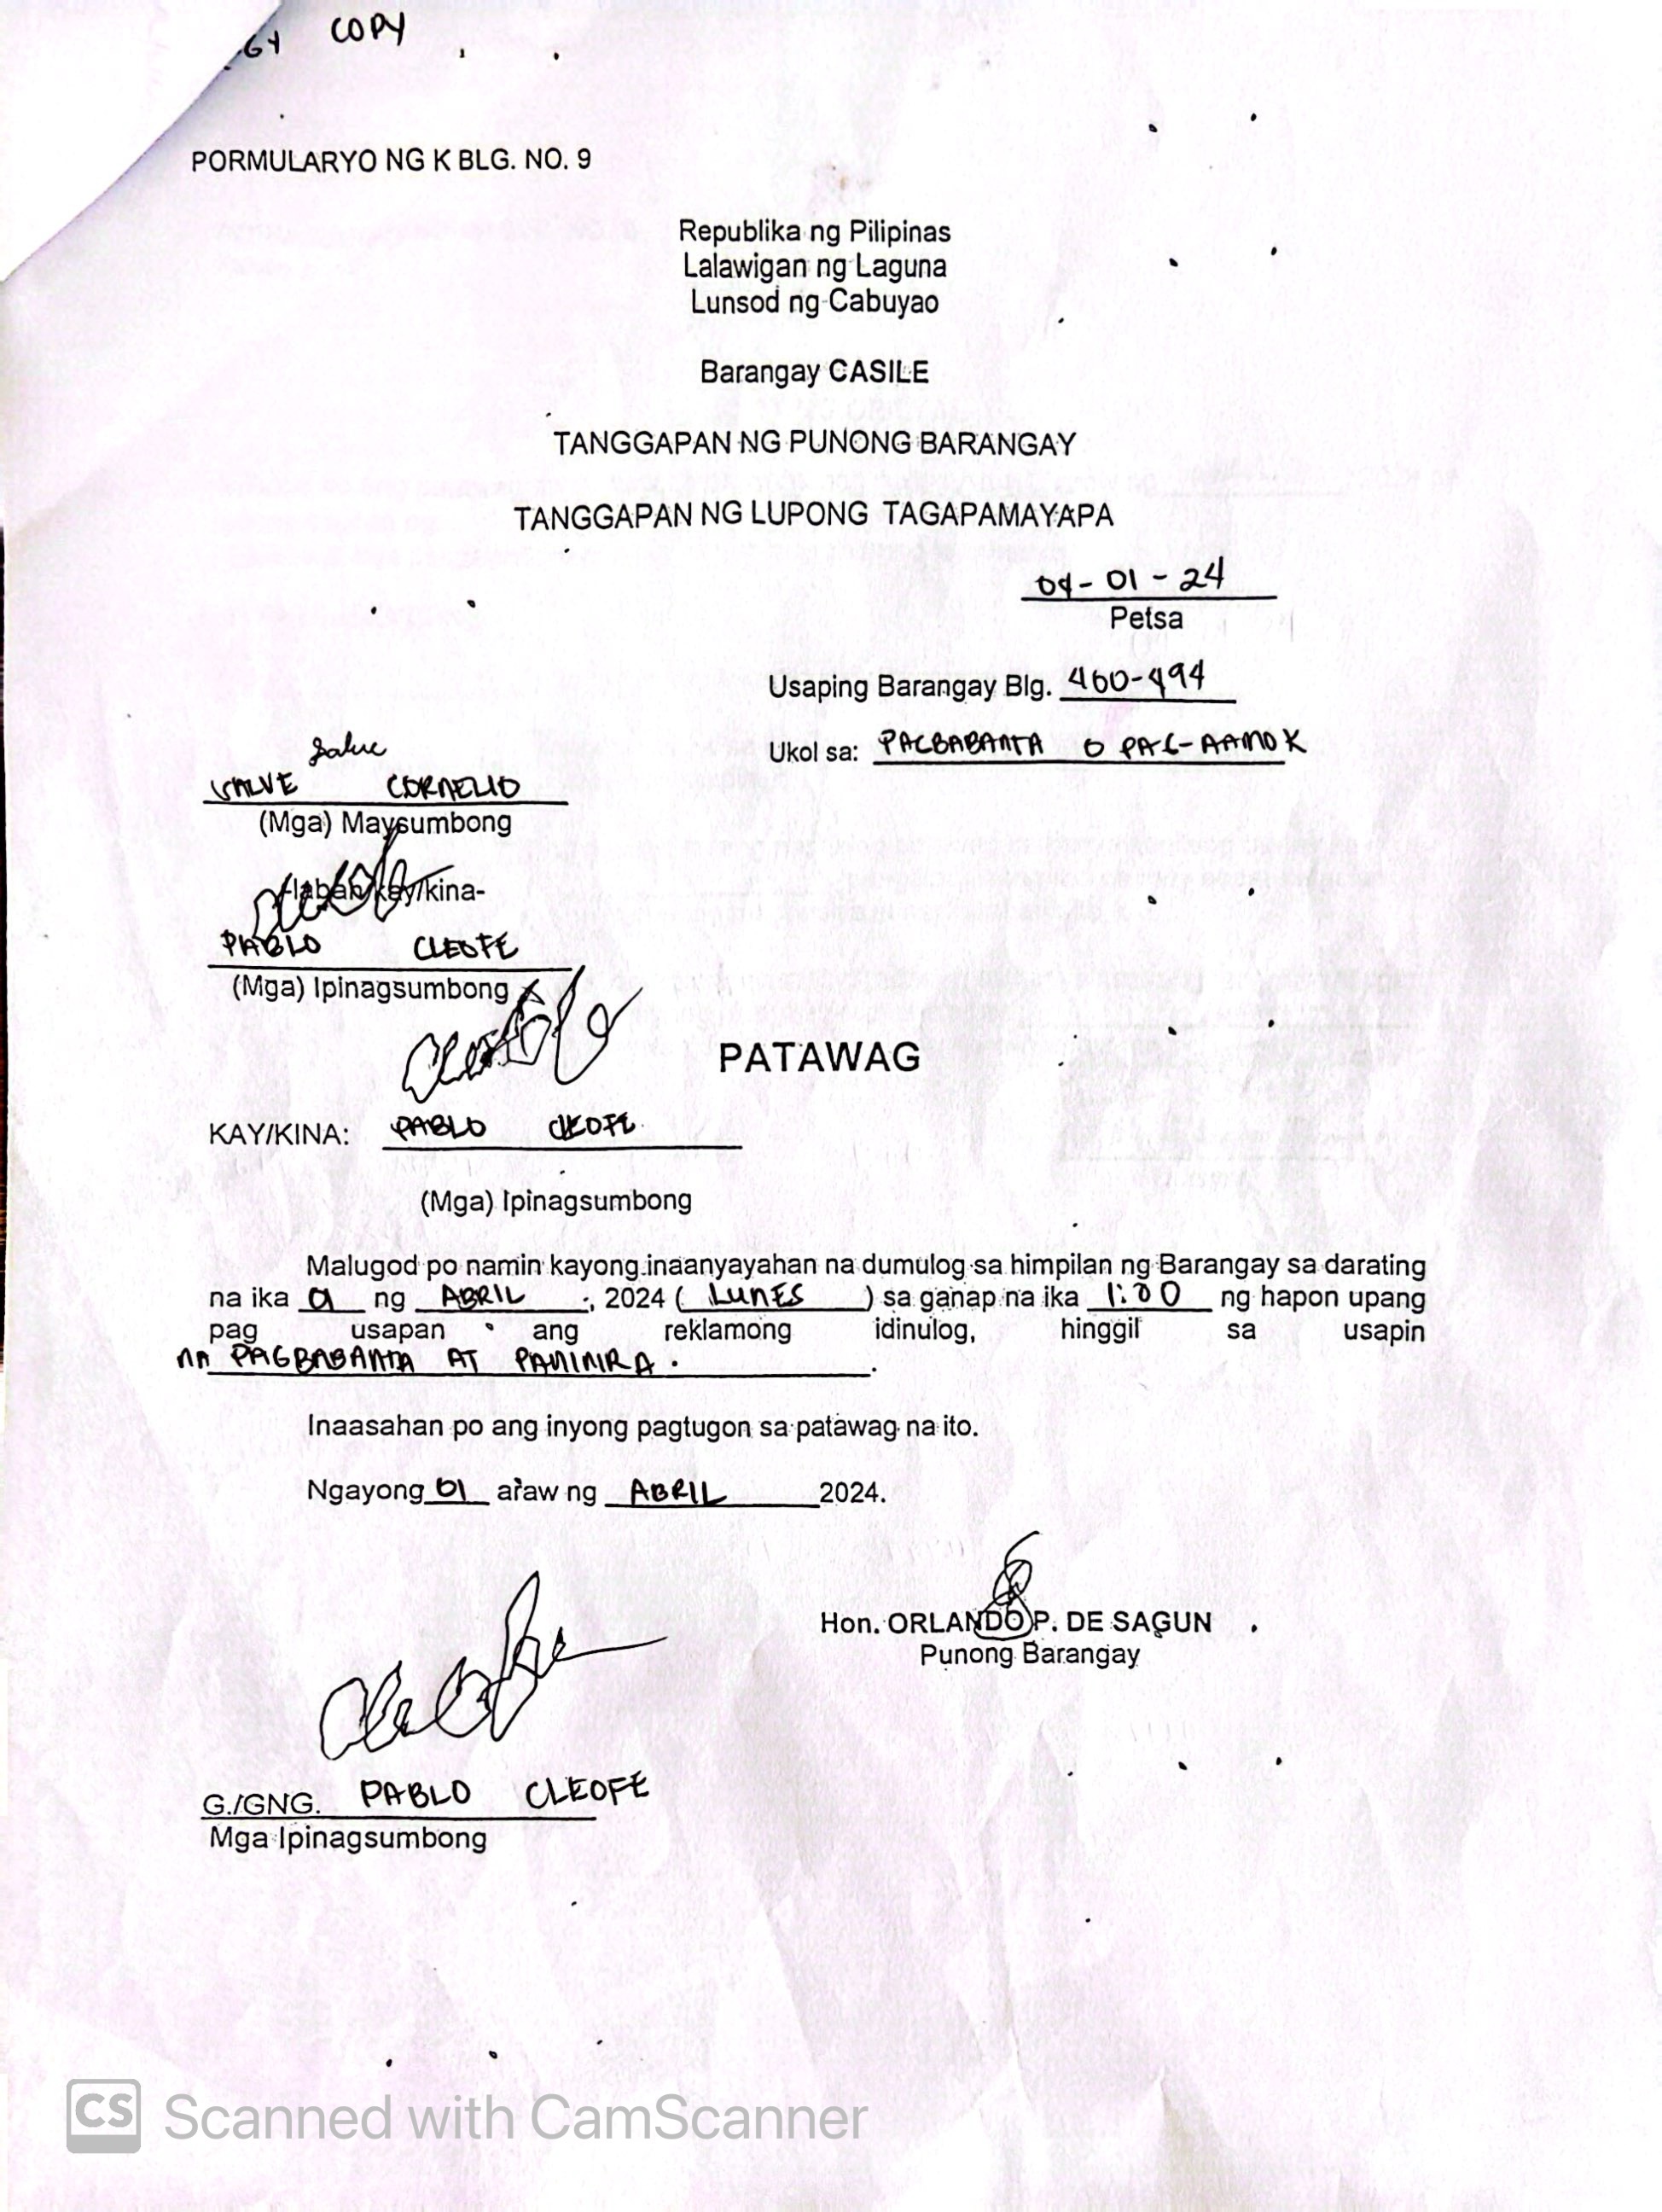 COPY
PORMULARYO NG K BLG. NO. 9
Republika ng Pilipinas
Lalawigan ng Laguna
Lunsod ng Cabuyao
Barangay CASILE
TANGGAPAN NG PUNONG BARANGAY
TANGGAPAN NG LUPONG TAGAPAMAYAPA
04-01-24
Petsa
Usaping Barangay Blg. 460-494
Ukol sa: PAGBABANTA O PAG-AAMOK
VALVE CORNELIO
(Mga) Maysumbong
-laban kay/kina-
PABLO CLEOFE
(Mga) Ipinagsumbong
PATAWAG
KAY/KINA: PABLO CLEOFE
(Mga) Ipinagsumbong
Malugod po namin kayong inaanyayahan na dumulog sa himpilan ng Barangay sa darating
na ika ng ABRIL, 2024 ( LUNES ) sa ganap na ika ng hapon upang
pag usapan ang reklamong idinulog, hinggil sa usapin
NA PAGBABANTA AT PANINIRA.
Inaasahan po ang inyong pagtugon sa patawag na ito.
Ngayong 01 araw ng ABRIL 2024.
Hon. ORLANDO P. DE SAGUN
Punong Barangay
G./GNG. PABLO CLEOFE
Mga Ipinagsumbong
CS Scanned with CamScanner